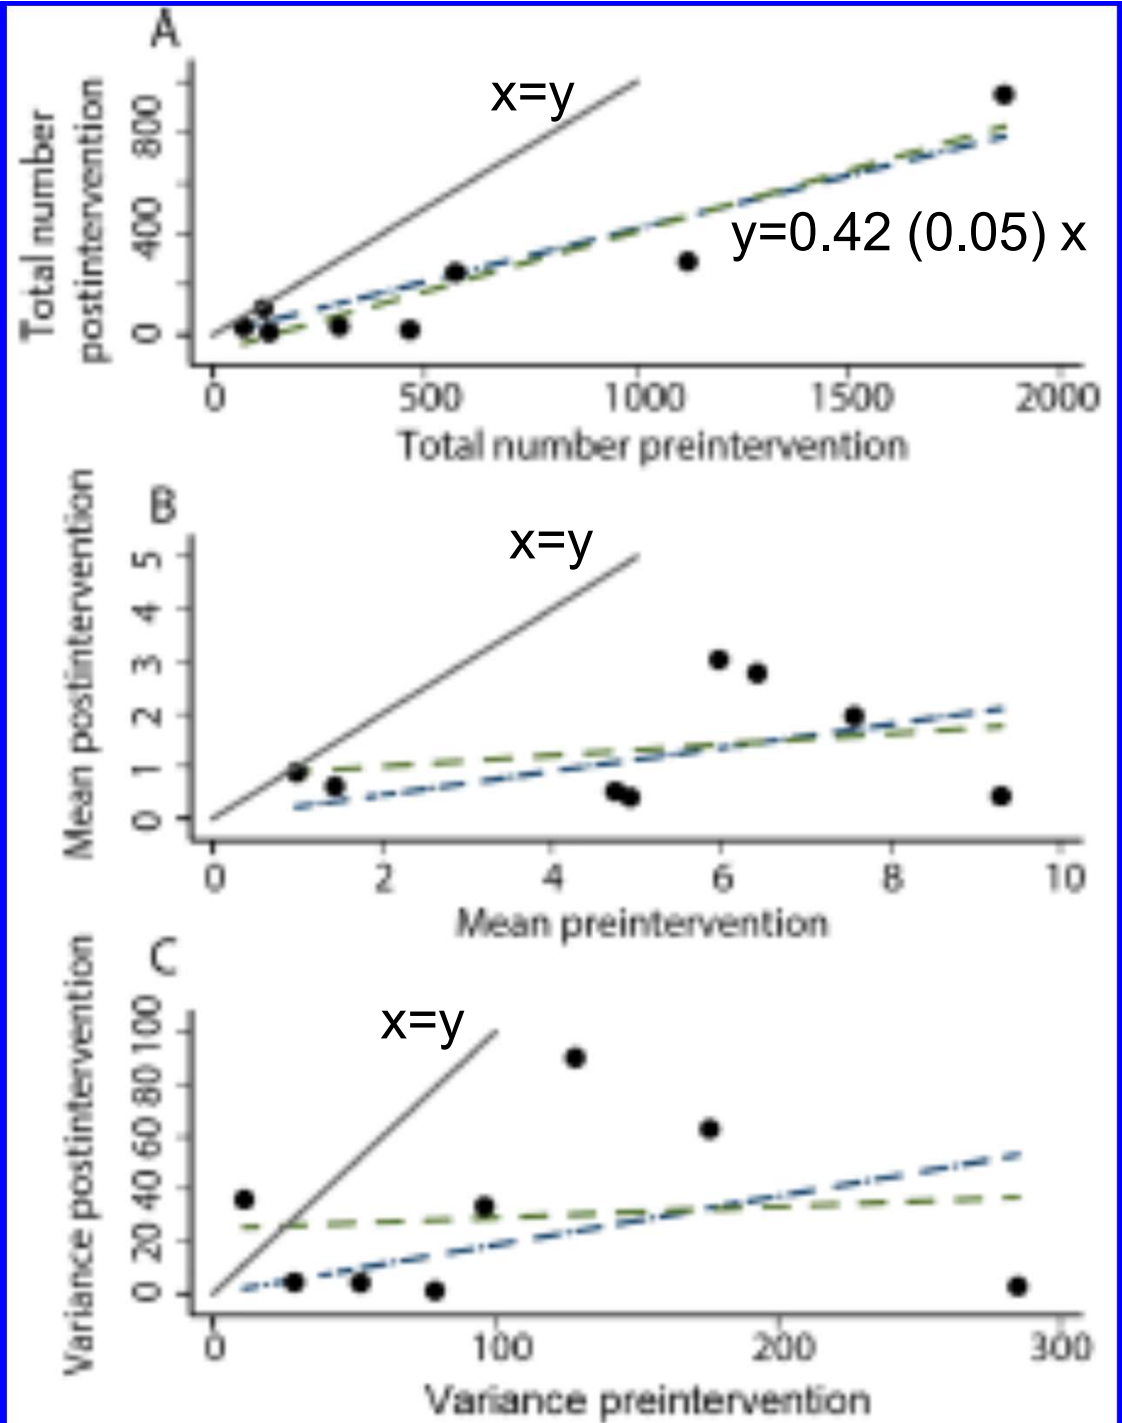 A
Total number
postintervention
800
400
0
x=y
y=0.42 (0.05) x
0 500 1000 1500 2000
Total number preintervention
B
Mean postintervention
5
4
3
2
1
0
x=y
0 2 4 6 8 10
Mean preintervention
C
Variance postintervention
100
80
60
40
20
0
x=y
0 100 200 300
Variance preintervention